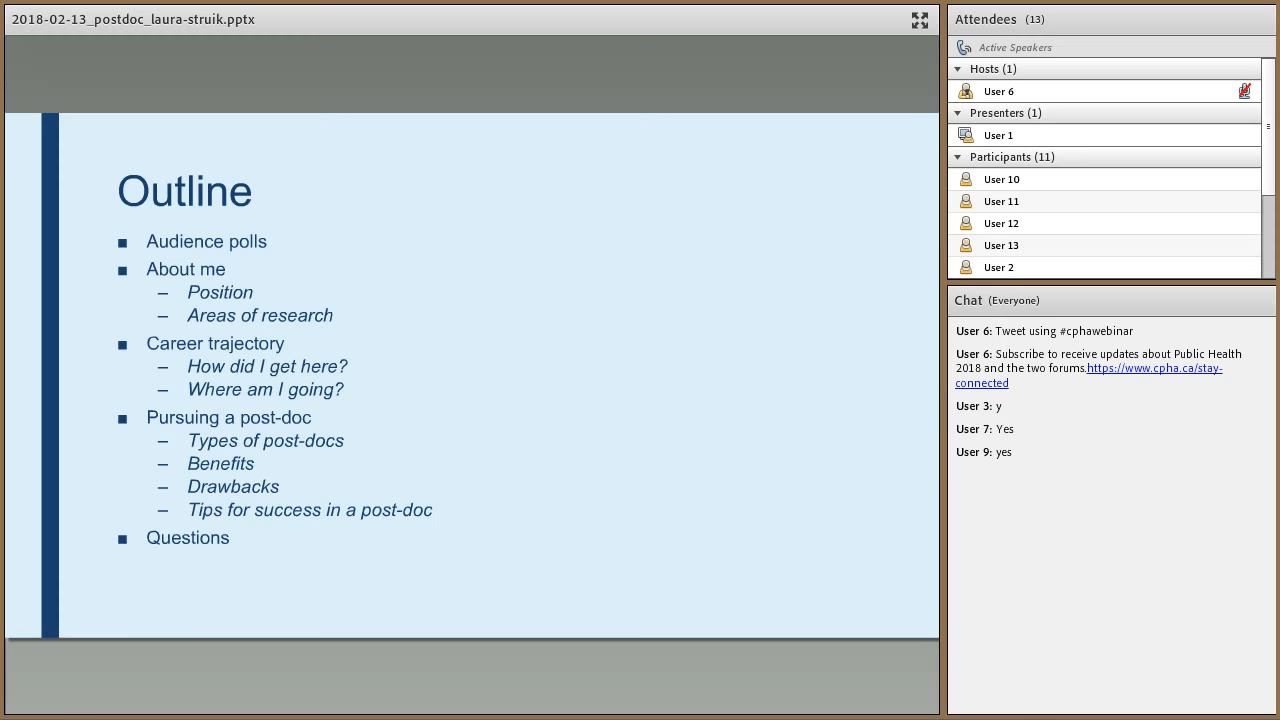 2018-02-13_postdoc_laura-struik.pptx
Outline
■ Audience polls
■ About me
– Position
– Areas of research
■ Career trajectory
– How did I get here?
– Where am I going?
■ Pursuing a post-doc
– Types of post-docs
– Benefits
– Drawbacks
– Tips for success in a post-doc
■ Questions
Attendees (13)
Active Speakers
Hosts (1)
User 6
Presenters (1)
User 1
Participants (11)
User 10
User 11
User 12
User 13
User 2
Chat (Everyone)
User 6: Tweet using #cphawebinar
User 6: Subscribe to receive updates about Public Health
2018 and the two forums.https://www.cpha.ca/stay-
connected
User 3: y
User 7: Yes
User 9: yes